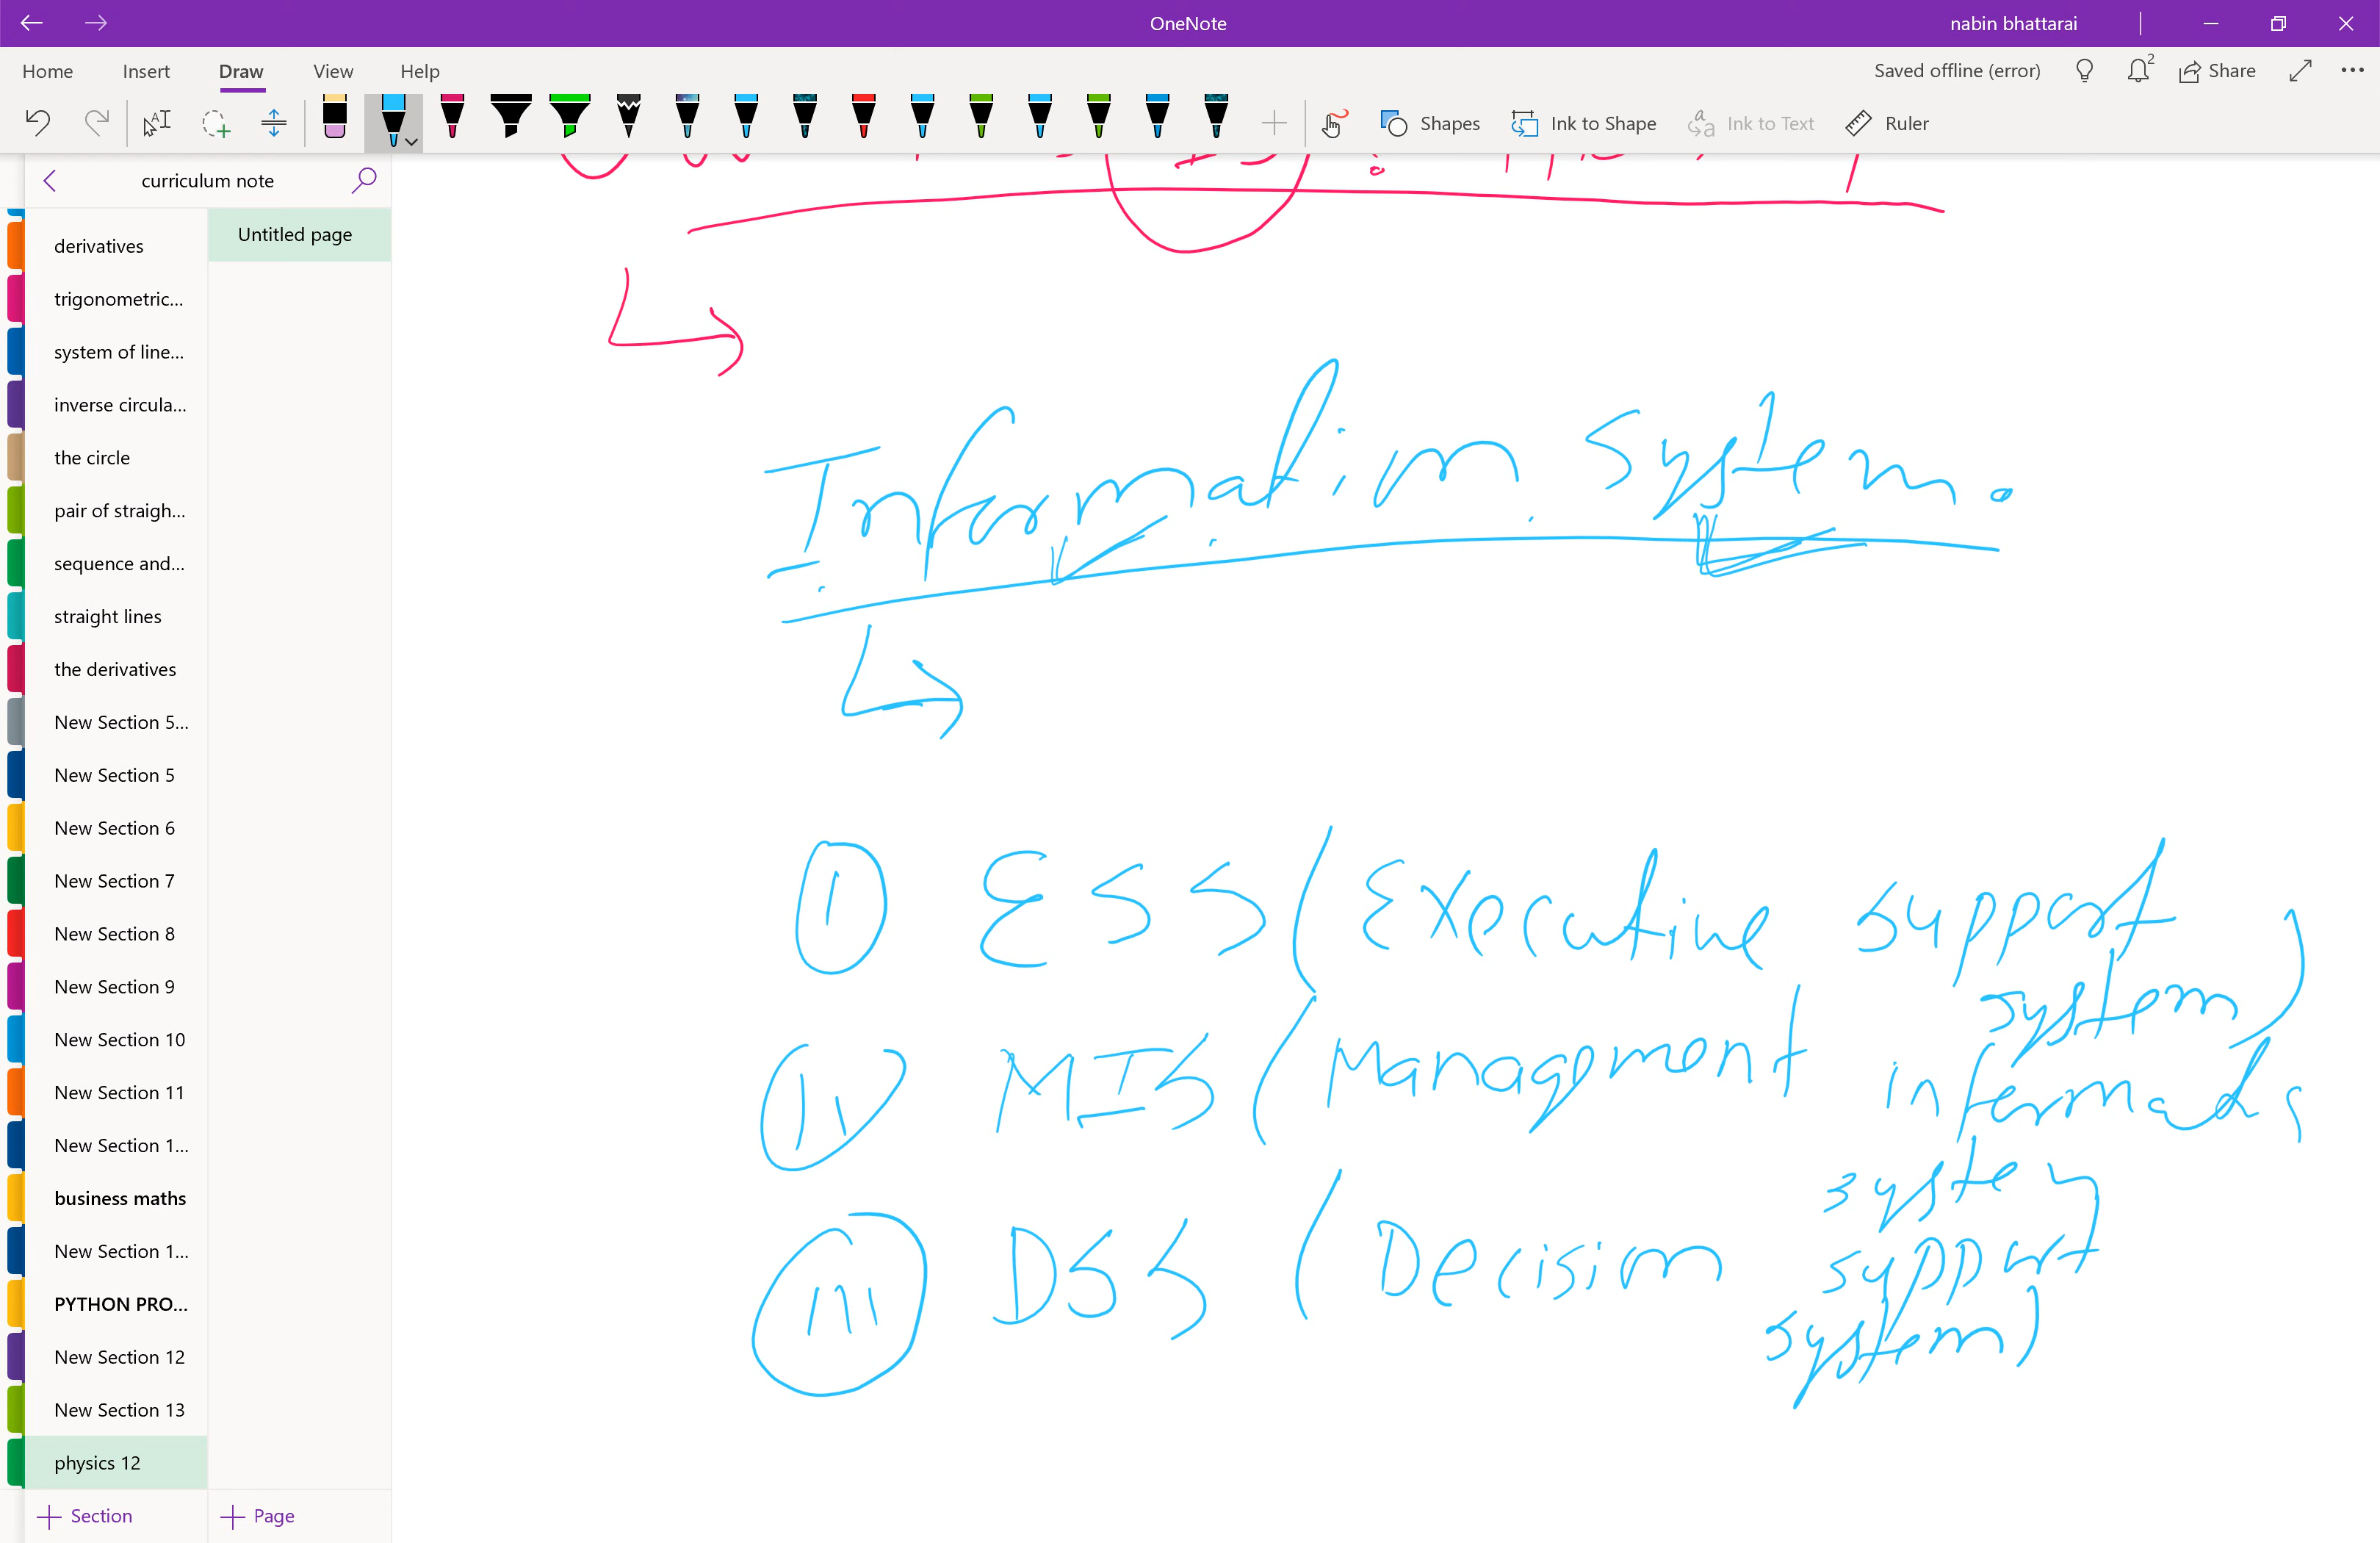 OneNote
nabin bhattarai
Home Insert Draw View Help
Saved offline (error) 2 Share
Shapes Ink to Shape Ink to Text Ruler
curriculum note
Untitled page
derivatives
trigonometric...
system of line...
inverse circula...
the circle
pair of straigh...
sequence and...
straight lines
the derivatives
New Section 5...
New Section 5
New Section 6
New Section 7
New Section 8
New Section 9
New Section 10
New Section 11
New Section 1...
business maths
New Section 1...
PYTHON PRO...
New Section 12
New Section 13
physics 12
Section
Page
Information System.
i ESS (Executive support
system)
ii MIS (Managment
syste
iii DSS (Decision support
system)